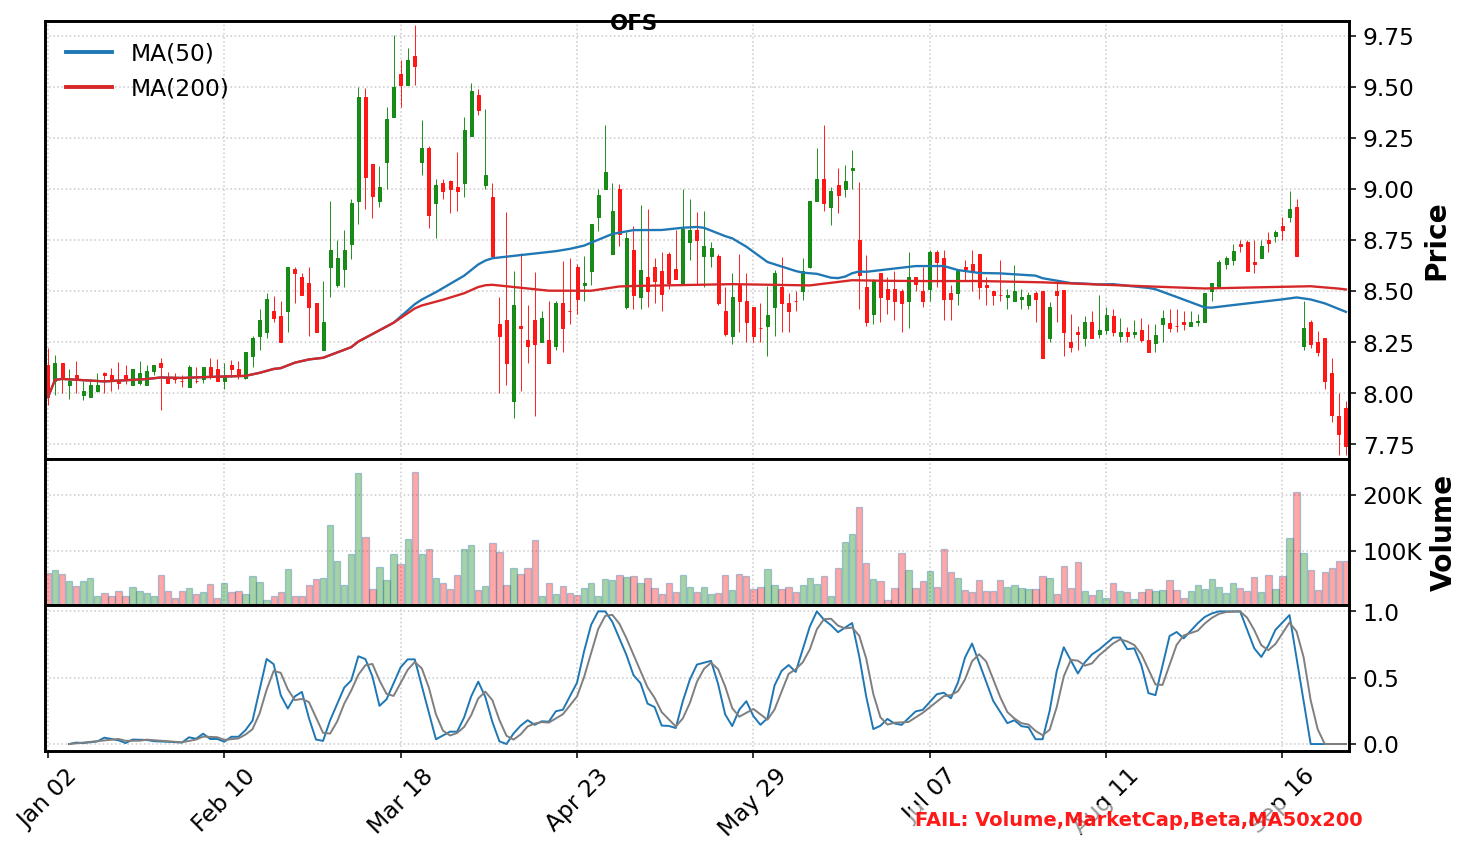 OFS
MA(50)
MA(200)
9.75
9.50
9.25
9.00
8.75
8.50
8.25
8.00
7.75
Price
200K
100K
Volume
1.0
0.5
0.0
Jan 02
Feb 10
Mar 18
Apr 23
May 29
Jul 07
Aug 11
Sep 16
FAIL: Volume,MarketCap,Beta,MA50x200